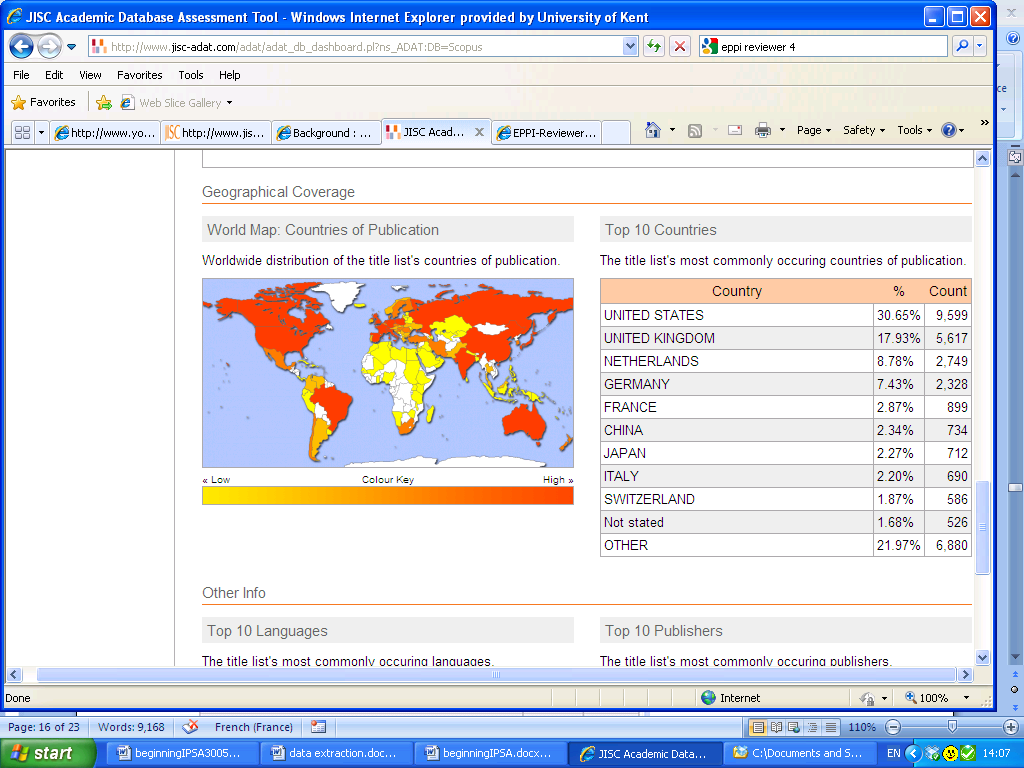 JISC Academic Database Assessment Tool - Windows Internet Explorer provided by University of Kent
http://www.jisc-adat.com/adat/adat_db_dashboard.pl?ns_ADAT:DB=Scopus
eppi reviewer 4
File Edit View Favorites Tools Help
Favorites Web Slice Gallery
http://www.yo... http://www.jis... Background : ... JISC Acad... X EPPI-Reviewer... Page Safety Tools »
Geographical Coverage
World Map: Countries of Publication
Worldwide distribution of the title list's countries of publication.
« Low Colour Key High »
Top 10 Countries
The title list's most commonly occuring countries of publication.
Country % Count
UNITED STATES 30.65% 9,599
UNITED KINGDOM 17.93% 5,617
NETHERLANDS 8.78% 2,749
GERMANY 7.43% 2,328
FRANCE 2.87% 899
CHINA 2.34% 734
JAPAN 2.27% 712
ITALY 2.20% 690
SWITZERLAND 1.87% 586
Not stated 1.68% 526
OTHER 21.97% 6,880
Other Info
Top 10 Languages
The title list's most commonly occuring languages.
Top 10 Publishers
The title list's most commonly occuring publishers.
Done Internet 100%
Page: 16 of 23 Words: 9,168 French (France) 110%
start beginningIPSA3005... data extraction.doc... beginningIPSA.docx... JISC Academic Data... C:\Documents and S... EN 14:07